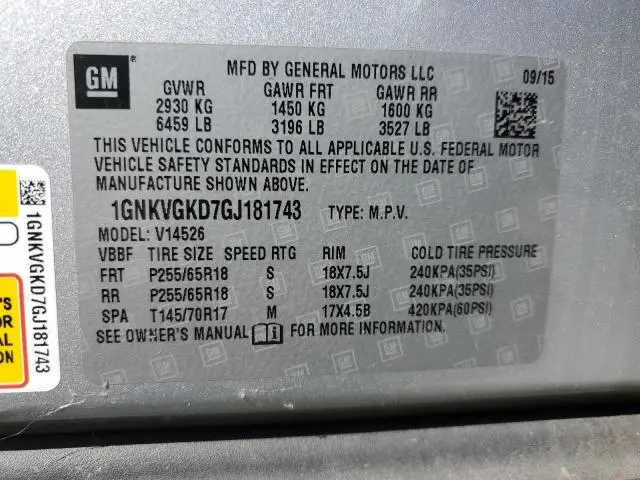 GM
MFD BY GENERAL MOTORS LLC 09/15
GVWR GAWR FRT GAWR RR
2930 KG 1450 KG 1600 KG
6459 LB 3196 LB 3527 LB
THIS VEHICLE CONFORMS TO ALL APPLICABLE U.S. FEDERAL MOTOR
VEHICLE SAFETY STANDARDS IN EFFECT ON THE DATE OF
MANUFACTURE SHOWN ABOVE.
1GNKVGKD7GJ181743 TYPE: M.P.V.
MODEL: V14526
VBBF TIRE SIZE SPEED RTG RIM COLD TIRE PRESSURE
FRT P255/65R18 S 18X7.5J 240KPA(35PSI)
RR P255/65R18 S 18X7.5J 240KPA(35PSI)
SPA T145/70R17 M 17X4.5B 420KPA(60PSI)
SEE OWNER'S MANUAL FOR MORE INFORMATION.
1GNKVGKD7GJ181743